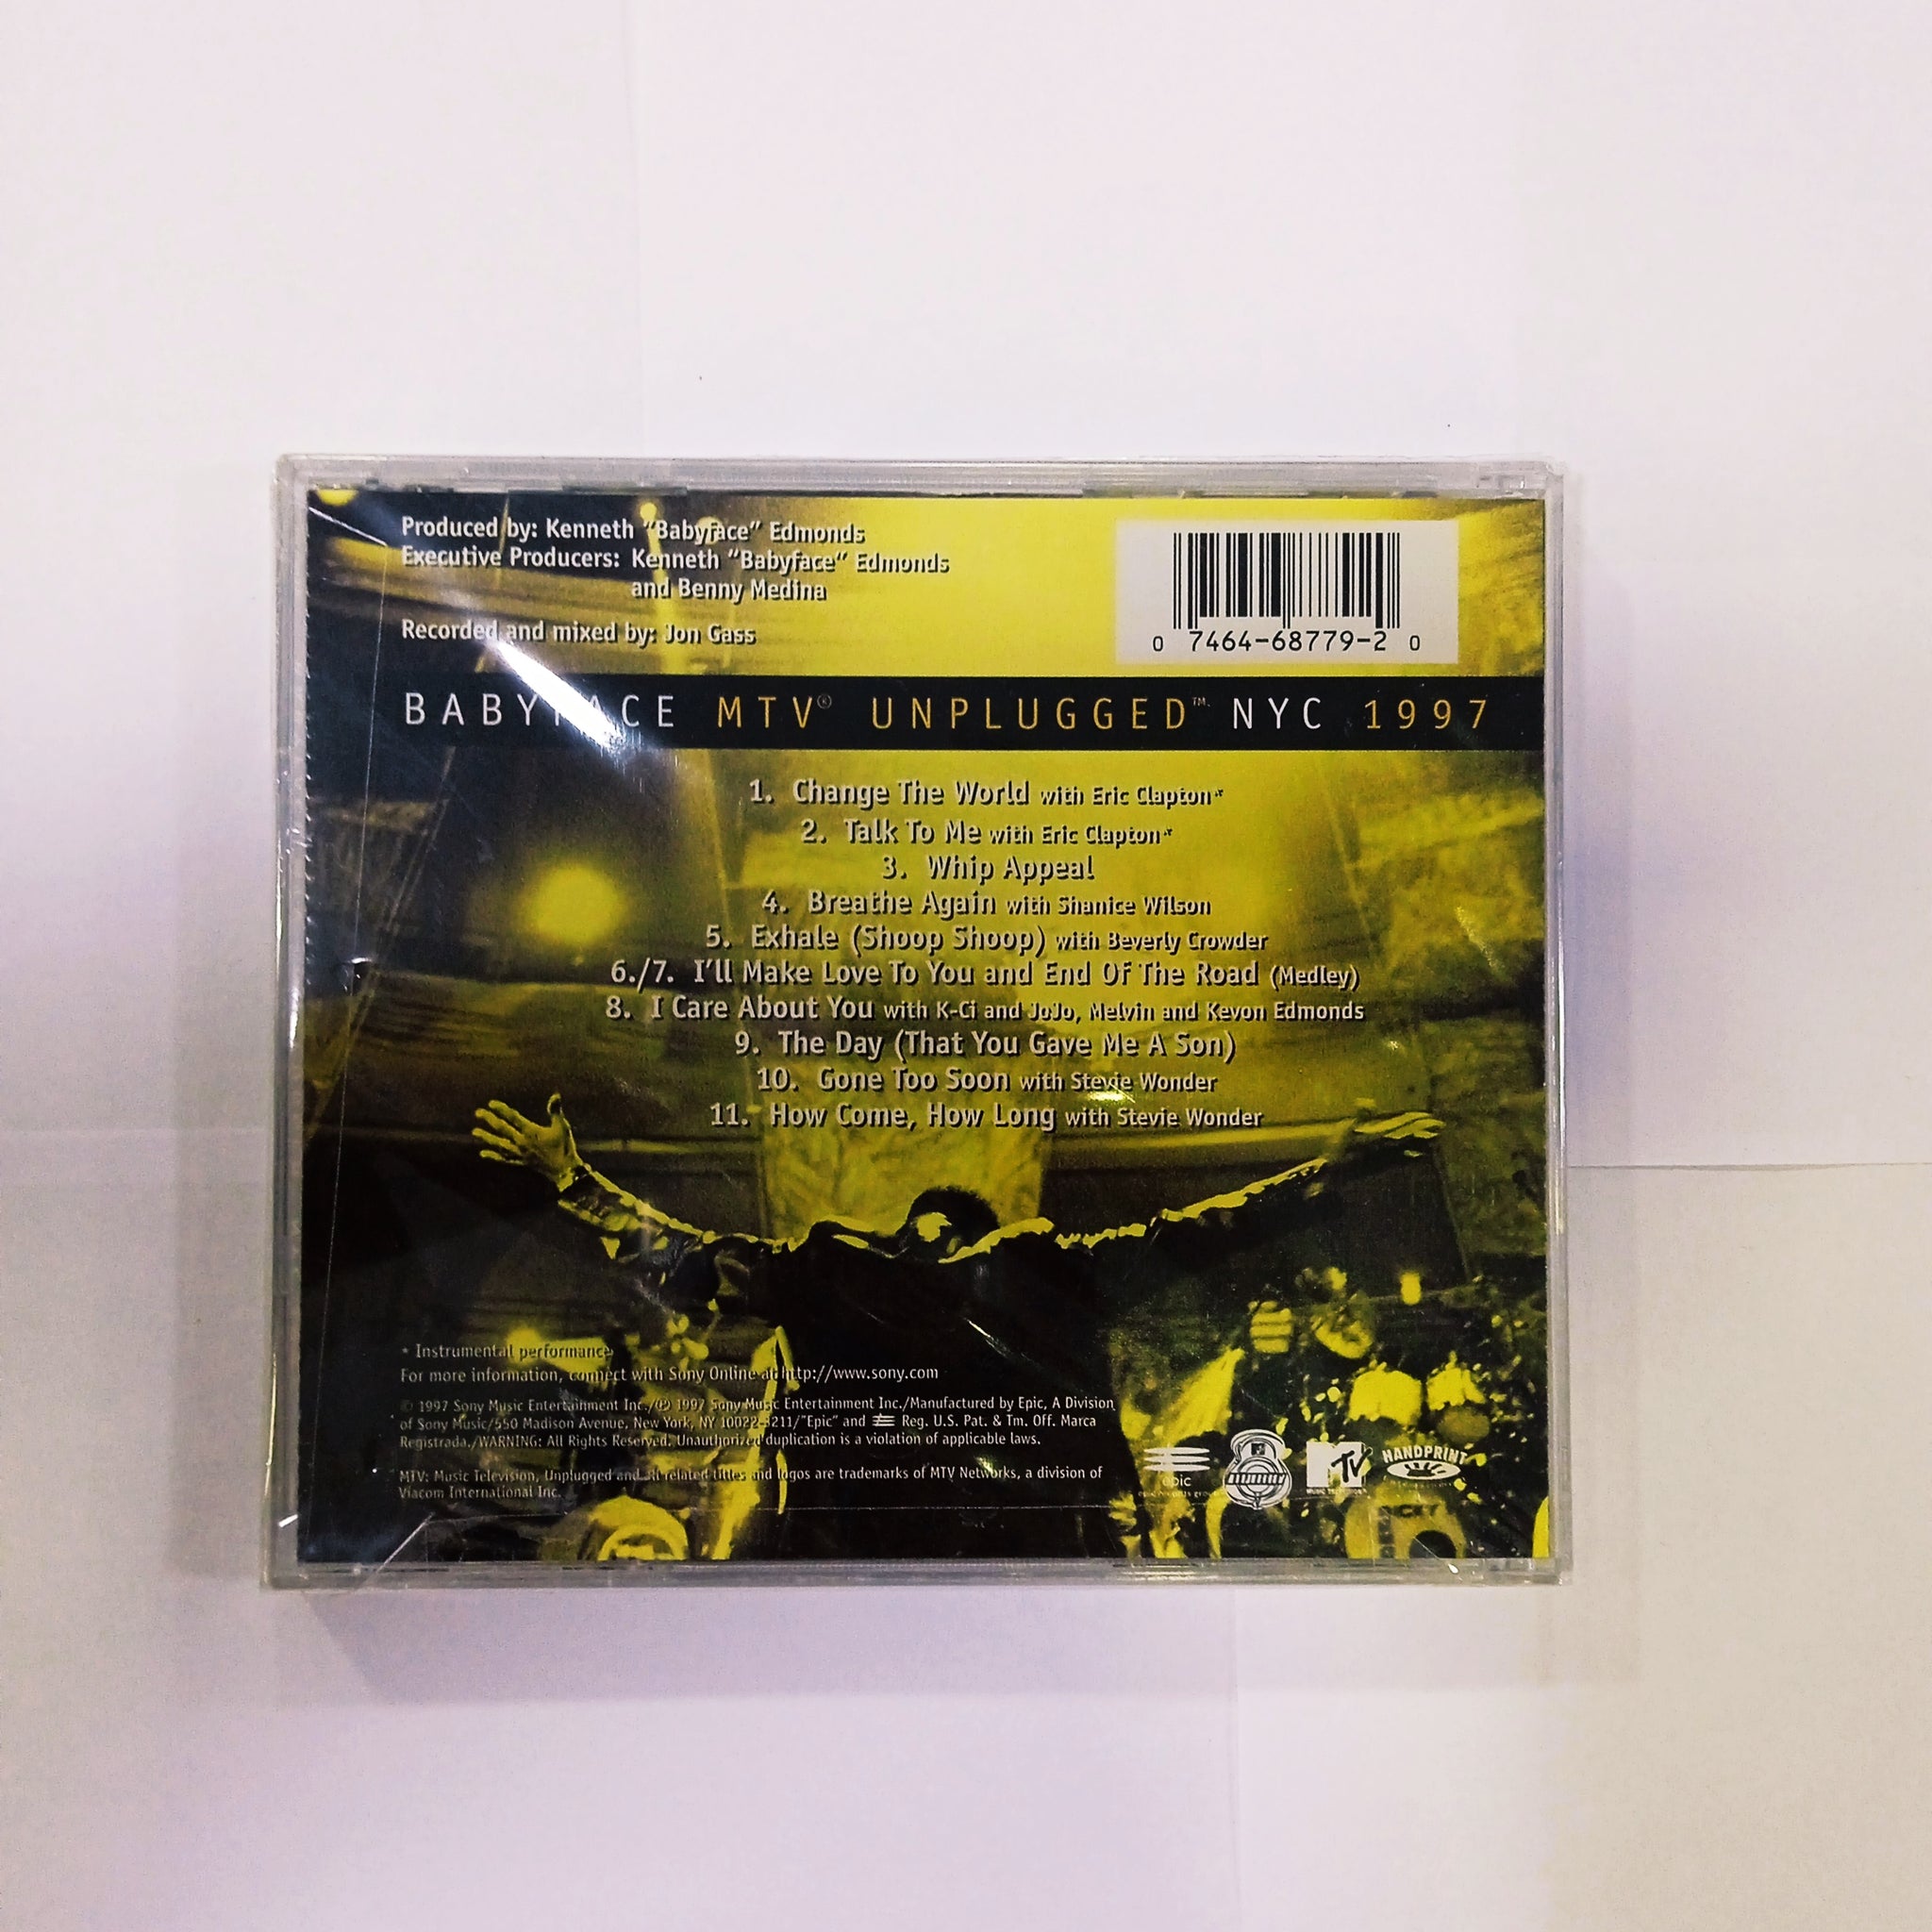 Produced by: Kenneth "Babyface" Edmonds
Executive Producers: Kenneth "Babyface" Edmonds
and Benny Medina
Recorded and mixed by: Jon Gass
0 7464-68779-2 0
BABYFACE MTV® UNPLUGGED™ NYC 1997
1. Change The World with Eric Clapton*
2. Talk To Me with Eric Clapton*
3. Whip Appeal
4. Breathe Again with Shanice Wilson
5. Exhale (Shoop Shoop) with Beverly Crowder
6./7. I'll Make Love To You and End Of The Road (Medley)
8. I Care About You with K-Ci and JoJo, Melvin and Kevon Edmonds
9. The Day (That You Gave Me A Son)
10. Gone Too Soon with Stevie Wonder
11. How Come, How Long with Stevie Wonder
* Instrumental performance
For more information, connect with Sony Online at http://www.sony.com
© 1997 Sony Music Entertainment Inc./℗ 1997 Sony Music Entertainment Inc./Manufactured by Epic, A Division
of Sony Music/550 Madison Avenue, New York, NY 10022-3211/"Epic" and Reg. U.S. Pat. & Tm. Off. Marca
Registrada./WARNING: All Rights Reserved. Unauthorized duplication is a violation of applicable laws.
MTV: Music Television, Unplugged and all related titles and logos are trademarks of MTV Networks, a division of
Viacom International Inc.
epic
MTV
MUSIC TELEVISION
HANDPRINT